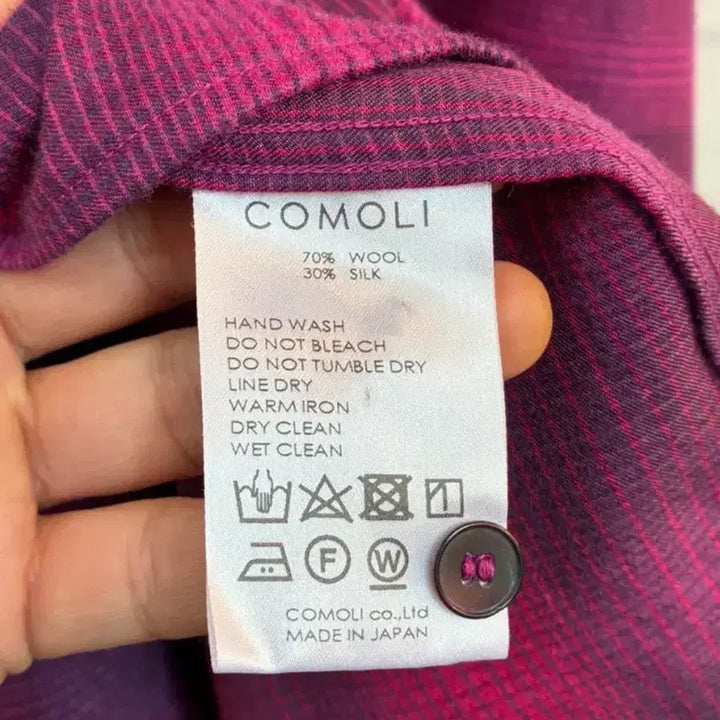 COMOLI
70% WOOL
30% SILK
HAND WASH
DO NOT BLEACH
DO NOT TUMBLE DRY
LINE DRY
WARM IRON
DRY CLEAN
WET CLEAN
F W
COMOLI co.,Ltd
MADE IN JAPAN